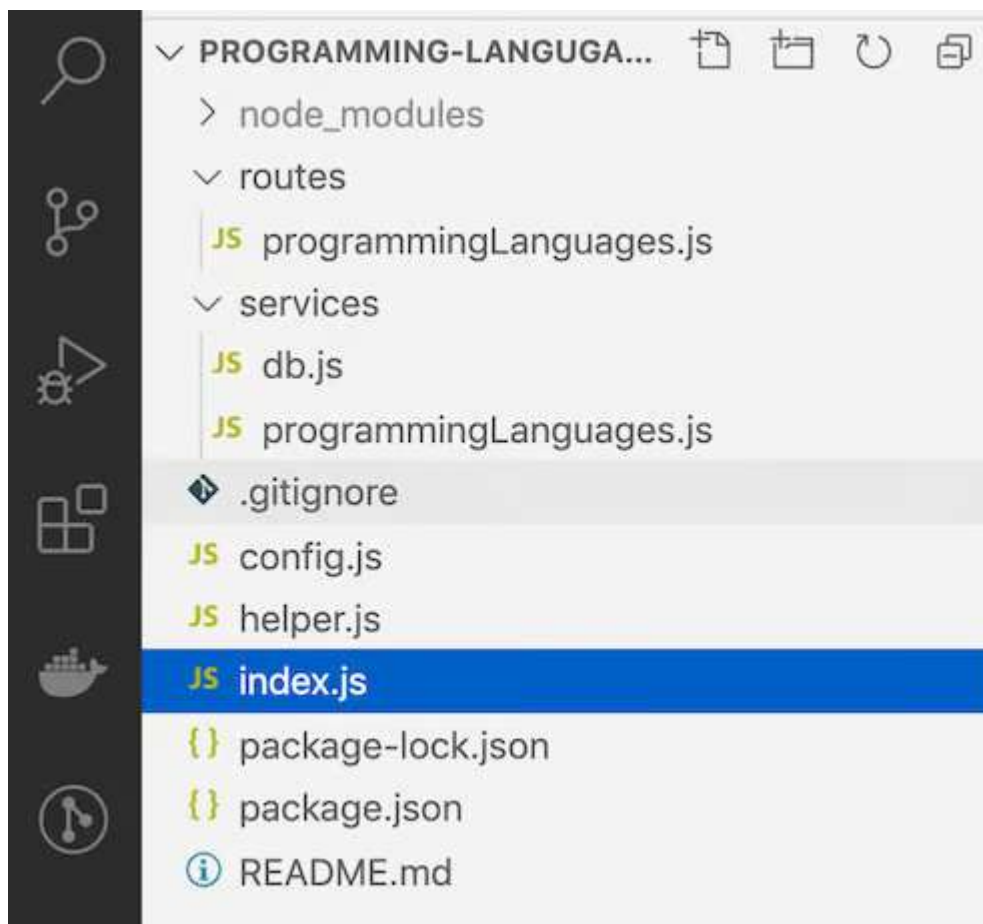 PROGRAMMING-LANGUGA...
node_modules
routes
JS programmingLanguages.js
services
JS db.js
JS programmingLanguages.js
.gitignore
JS config.js
JS helper.js
JS index.js
{} package-lock.json
{} package.json
README.md